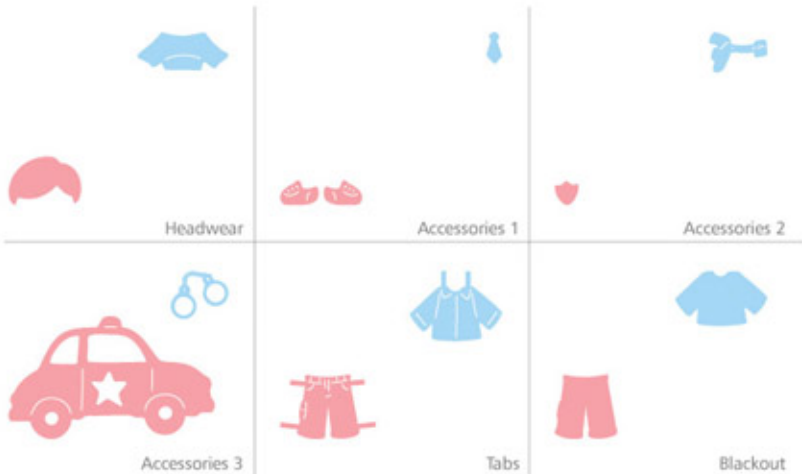 Headwear
Accessories 1
Accessories 2
Accessories 3
Tabs
Blackout